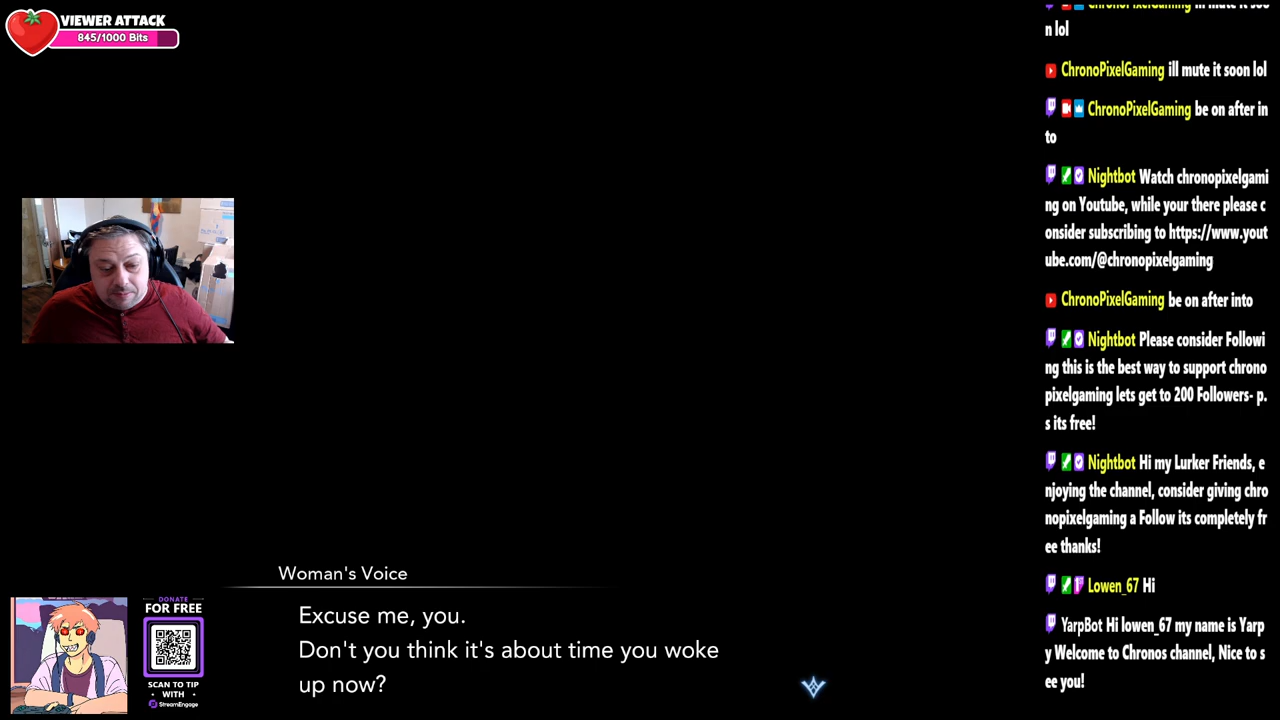 VIEWER ATTACK
845/1000 Bits
n lol
ChronoPixelGaming ill mute it soon lol
ChronoPixelGaming be on after in
to
Nightbot Watch chronopixelgami
ng on Youtube, while your there please c
onsider subscribing to https://www.yout
ube.com/@chronopixelgaming
ChronoPixelGaming be on after into
Nightbot Please consider Followi
ng this is the best way to support chrono
pixelgaming lets get to 200 Followers- p.
s its free!
Nightbot Hi my Lurker Friends, e
njoying the channel, consider giving chro
nopixelgaming a Follow its completely fr
ee thanks!
Lowen_67 Hi
YarpBot Hi lowen_67 my name is Yarp
y Welcome to Chronos channel, Nice to s
ee you!
Woman's Voice
Excuse me, you.
Don't you think it's about time you woke
up now?
DONATE
FOR FREE
SCAN TO TIP
• WITH •
StreamEngage